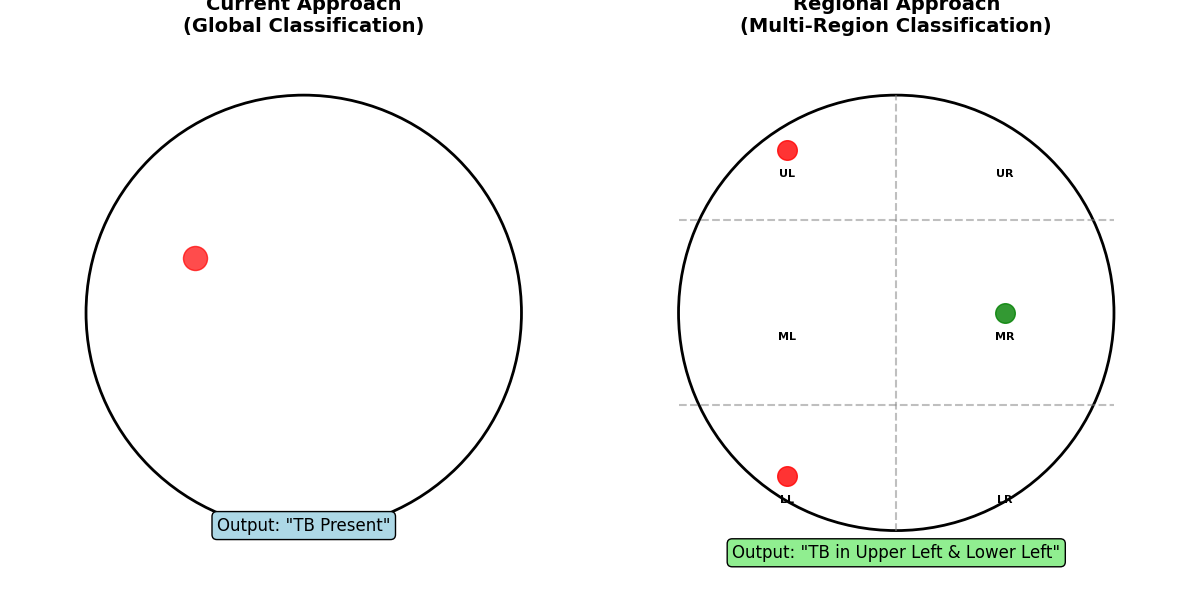 Current Approach
(Global Classification)
Output: "TB Present"
Regional Approach
(Multi-Region Classification)
UL
UR
ML
MR
LL
LR
Output: "TB in Upper Left & Lower Left"